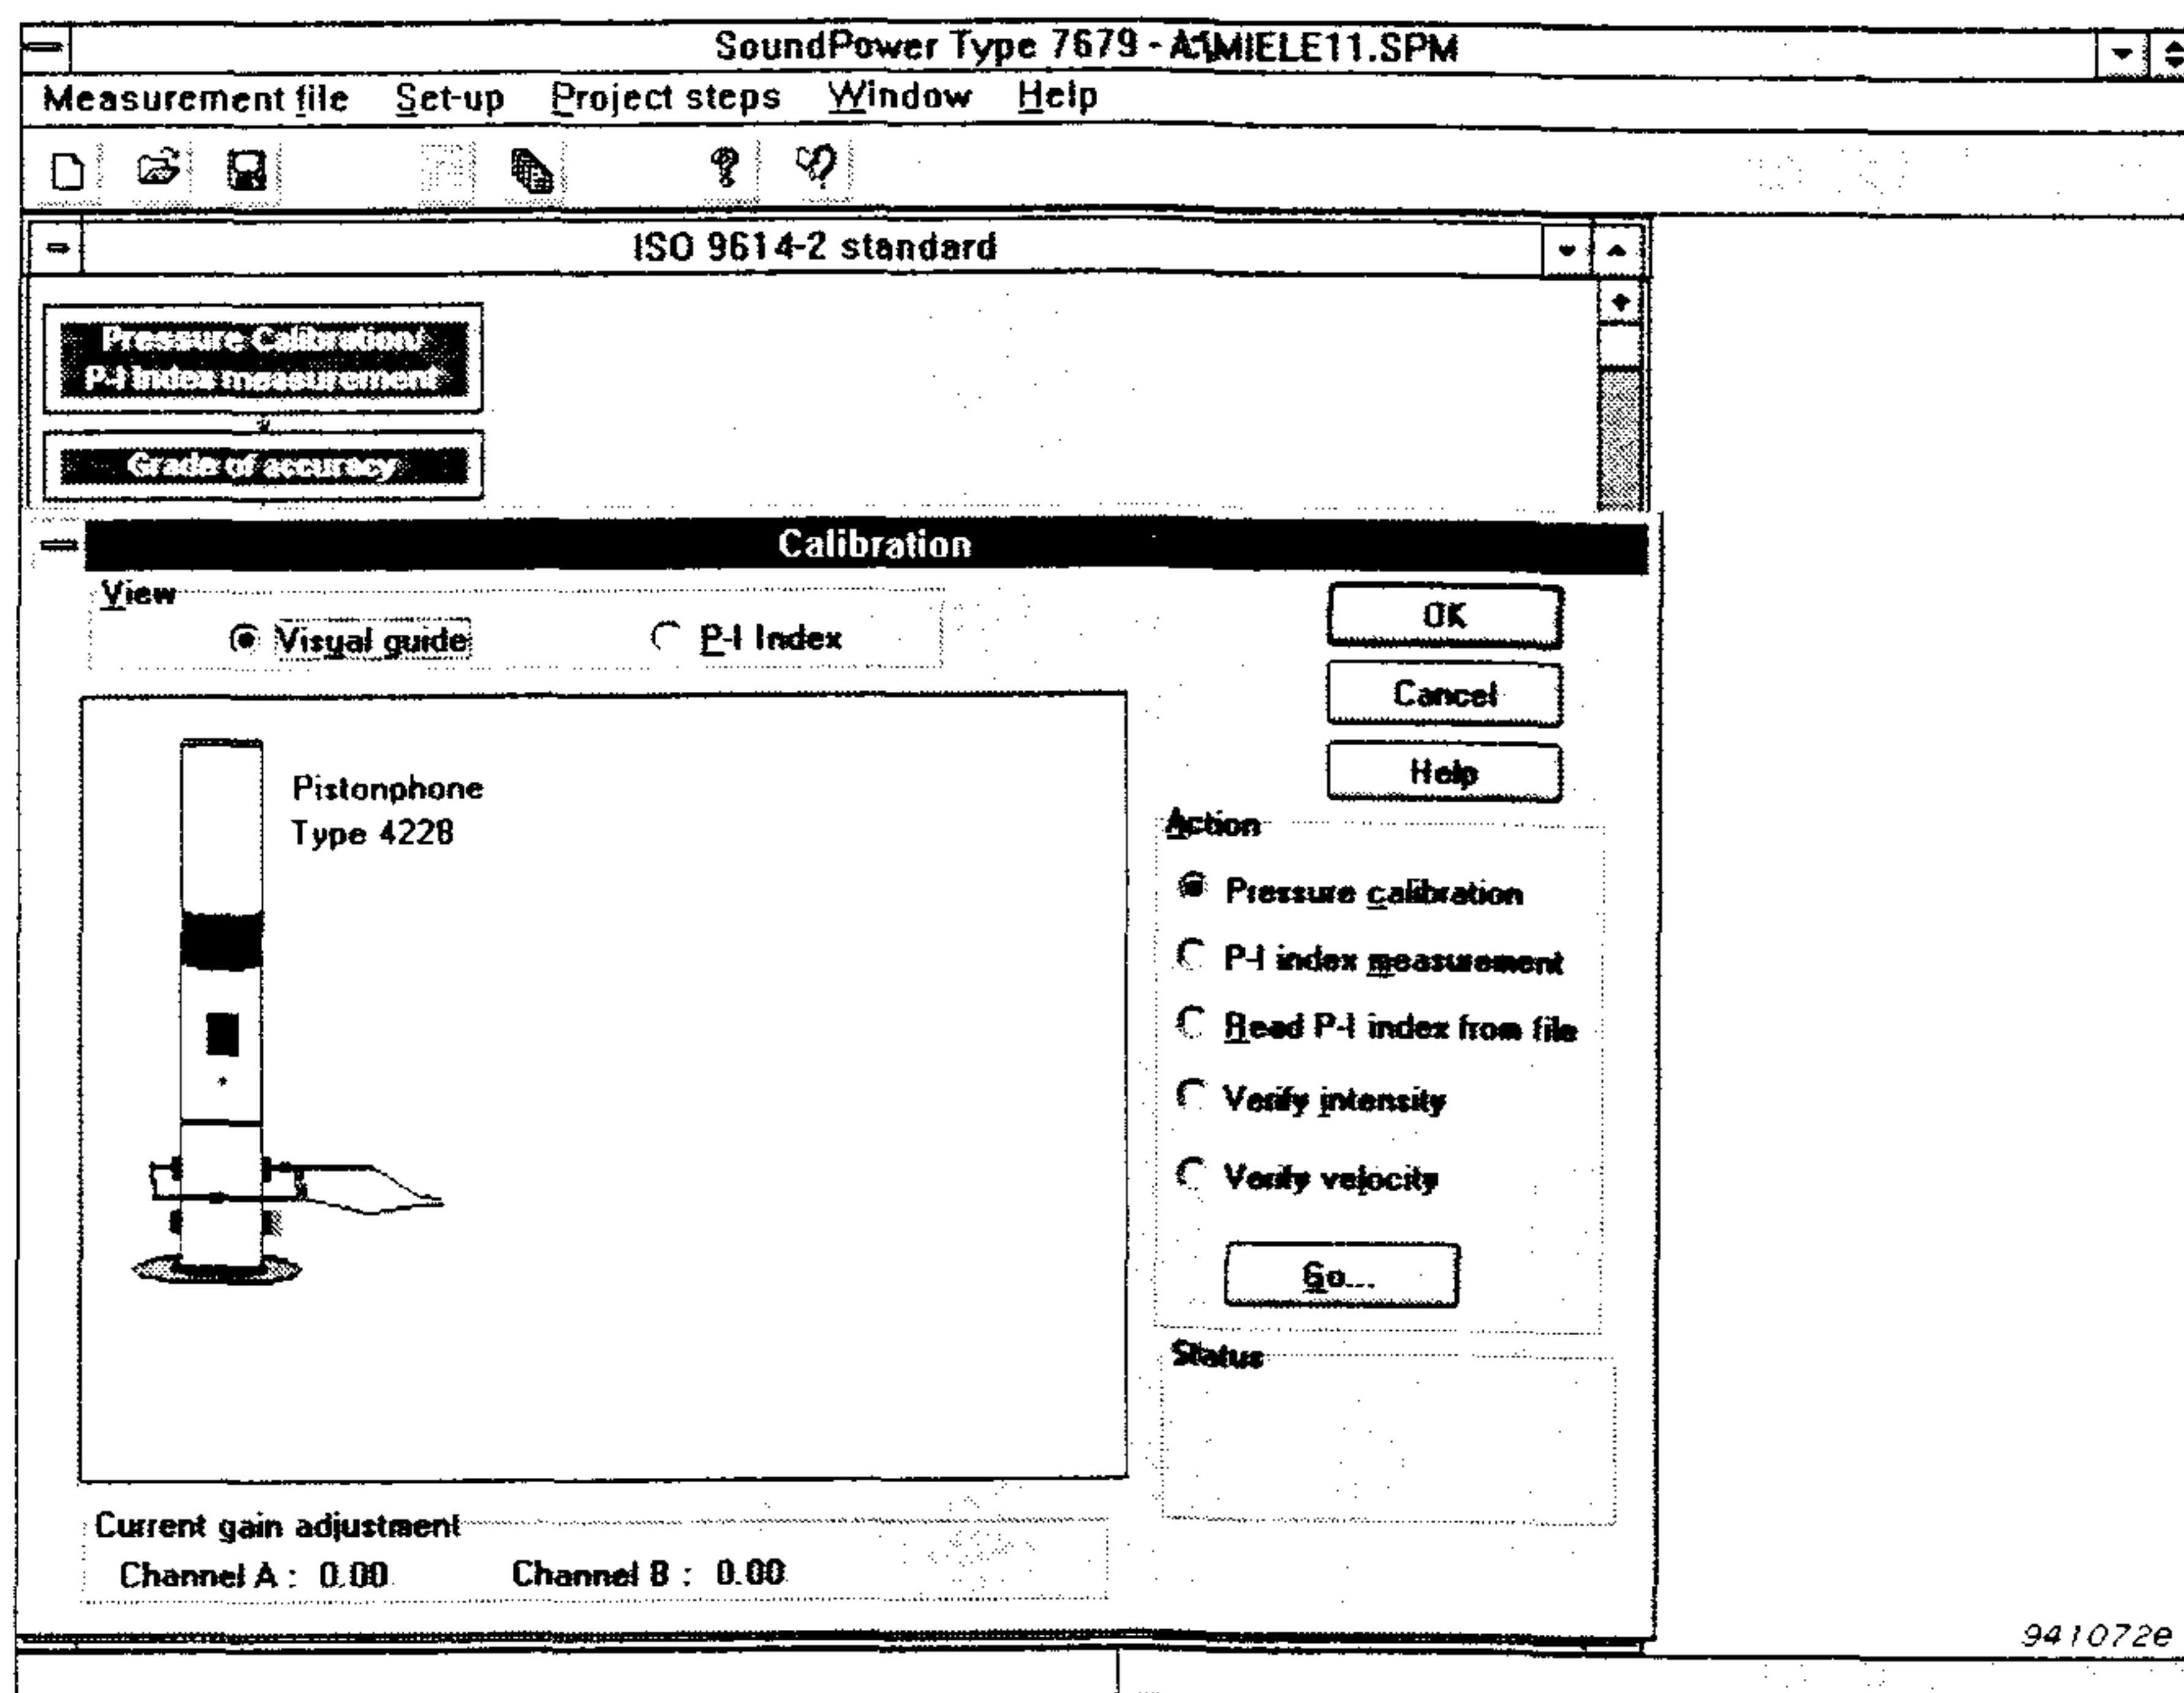 SoundPower Type 7679 - A:\MIELE11.SPM
Measurement file Set-up Project steps Window Help
ISO 9614-2 standard
Pressure Calibration/
P-I Index measurement
Grade of accuracy
Calibration
View
Visual guide P-I Index
OK
Cancel
Help
Pistonphone
Type 4228
Action
Pressure calibration
P-I index measurement
Read P-I index from file
Verify intensity
Verify velocity
Go...
Status
Current gain adjustment
Channel A : 0.00 Channel B : 0.00
941072e